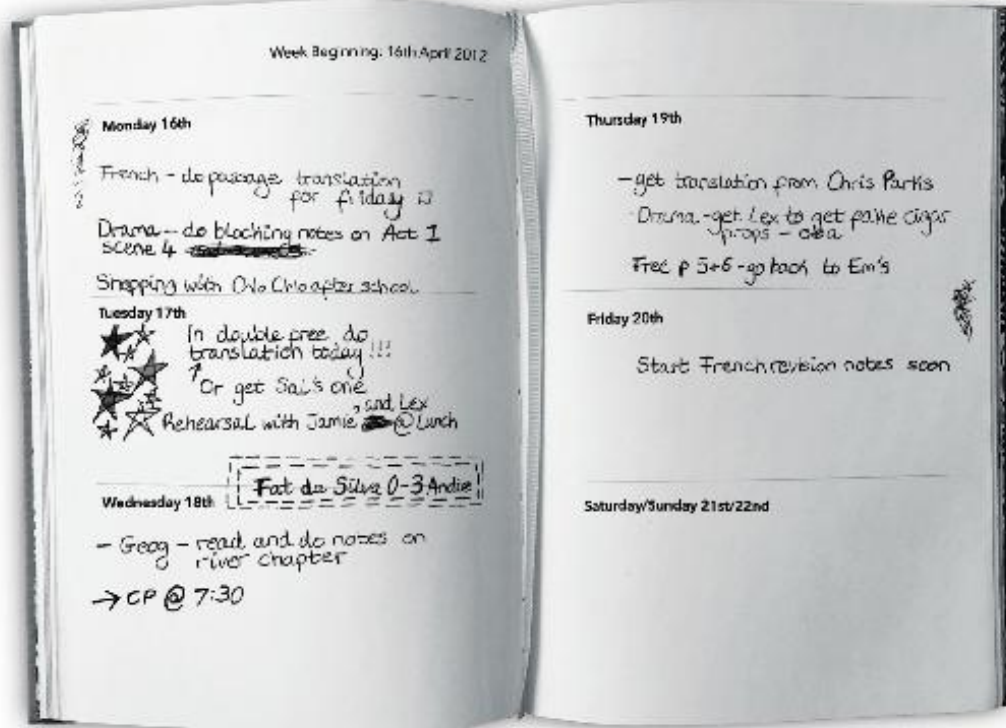 Week Beginning: 16th April 2012
Monday 16th
French - do passage translation
for friday
Drama - do blocking notes on Act 1
scene 4
Shopping with Clo Clo after school
Tuesday 17th
In double free do
translation today !!!
Or get Sai's one
and Lex
Rehearsal with Jamie @ Lunch
Fat da Silva 0-3 Andie
Wednesday 18th
- Geog - read and do notes on
river chapter
→ CP @ 7:30
Thursday 19th
- get translation from Chris Parks
Drama - get Lex to get fake cigar
props -
Free p 5+6 - go back to Em's
Friday 20th
Start French revision notes soon
Saturday/Sunday 21st/22nd